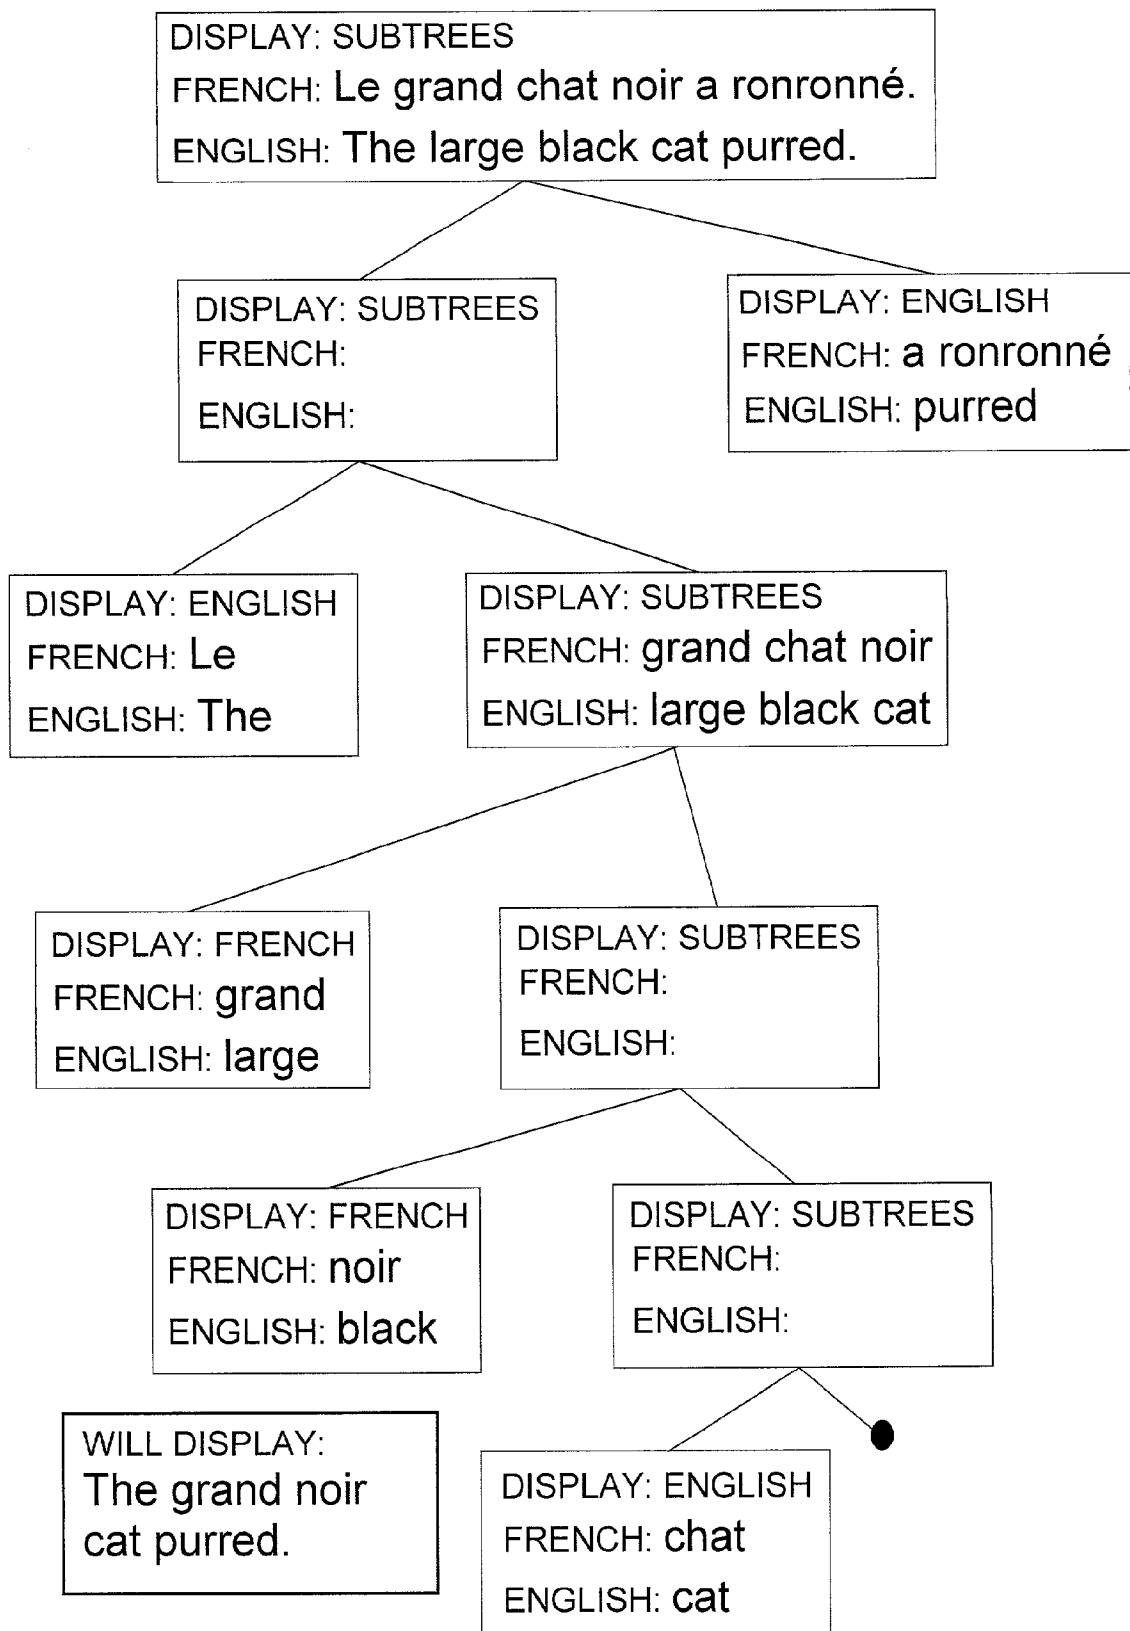 DISPLAY: SUBTREES
FRENCH: Le grand chat noir a ronronné.
ENGLISH: The large black cat purred.
DISPLAY: SUBTREES
FRENCH:
ENGLISH:
DISPLAY: ENGLISH
FRENCH: a ronronné
ENGLISH: purred
DISPLAY: ENGLISH
FRENCH: Le
ENGLISH: The
DISPLAY: SUBTREES
FRENCH: grand chat noir
ENGLISH: large black cat
DISPLAY: FRENCH
FRENCH: grand
ENGLISH: large
DISPLAY: SUBTREES
FRENCH:
ENGLISH:
DISPLAY: FRENCH
FRENCH: noir
ENGLISH: black
DISPLAY: SUBTREES
FRENCH:
ENGLISH:
WILL DISPLAY:
The grand noir
cat purred.
DISPLAY: ENGLISH
FRENCH: chat
ENGLISH: cat